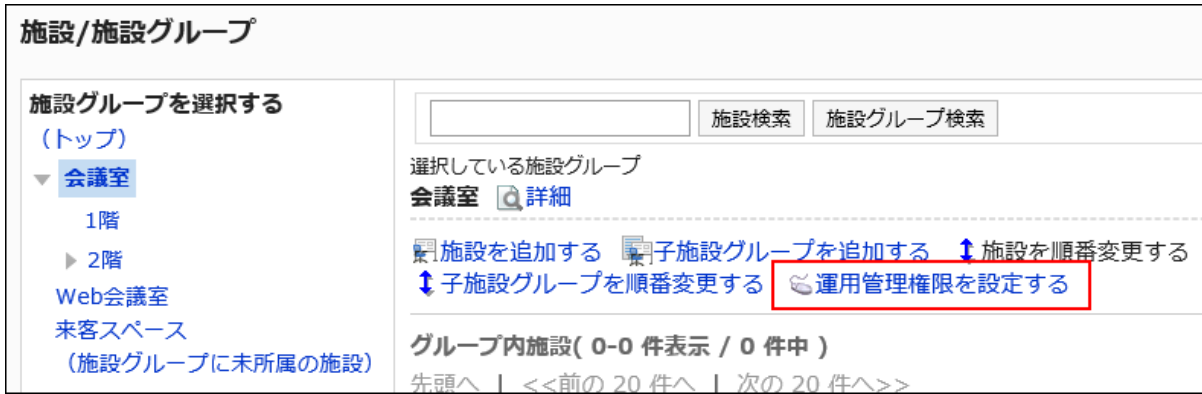 施設/施設グループ
施設グループを選択する
(トップ)
会議室
1階
2階
Web会議室
来客スペース
(施設グループに未所属の施設)
施設検索 施設グループ検索
選択している施設グループ
会議室 詳細
施設を追加する 子施設グループを追加する 施設を順番変更する
子施設グループを順番変更する 運用管理権限を設定する
グループ内施設( 0-0 件表示 / 0 件中 )
先頭へ | <<前の 20 件へ | 次の 20 件へ>>